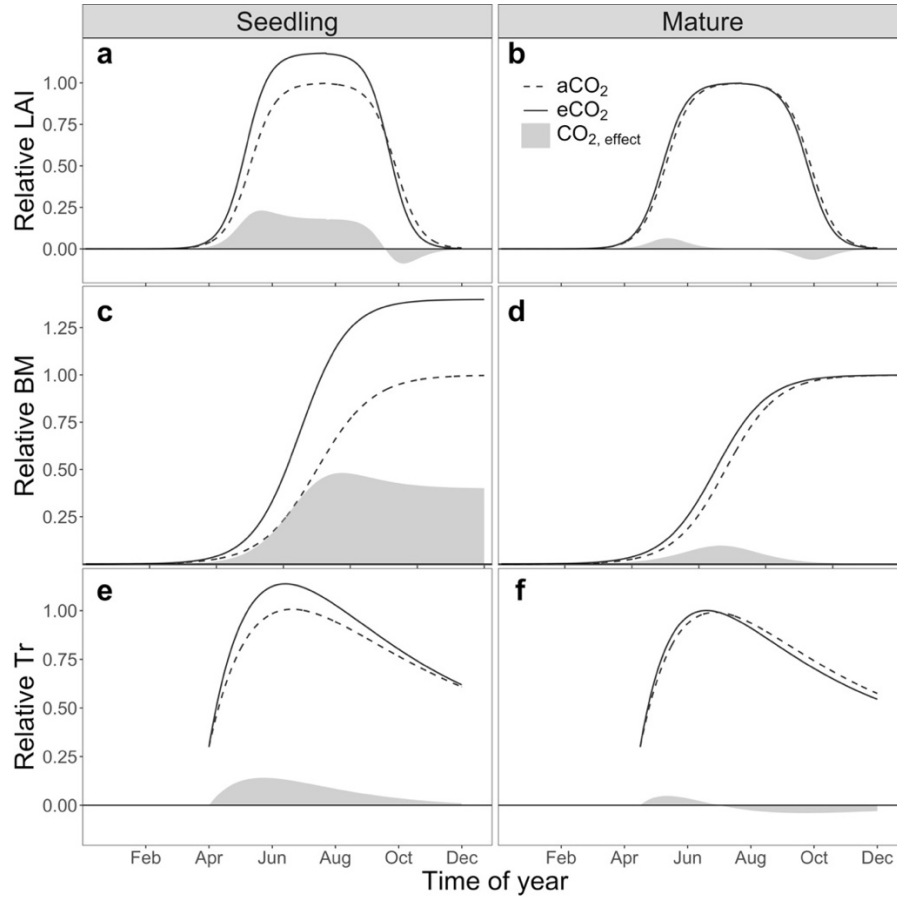 Seedling
Mature
a
b
aCO₂
eCO₂
CO₂, effect
Relative LAI
1.00
0.75
0.50
0.25
0.00
c
d
Relative BM
1.25
1.00
0.75
0.50
0.25
e
f
Relative Tr
1.00
0.75
0.50
0.25
0.00
Feb Apr Jun Aug Oct Dec
Feb Apr Jun Aug Oct Dec
Time of year